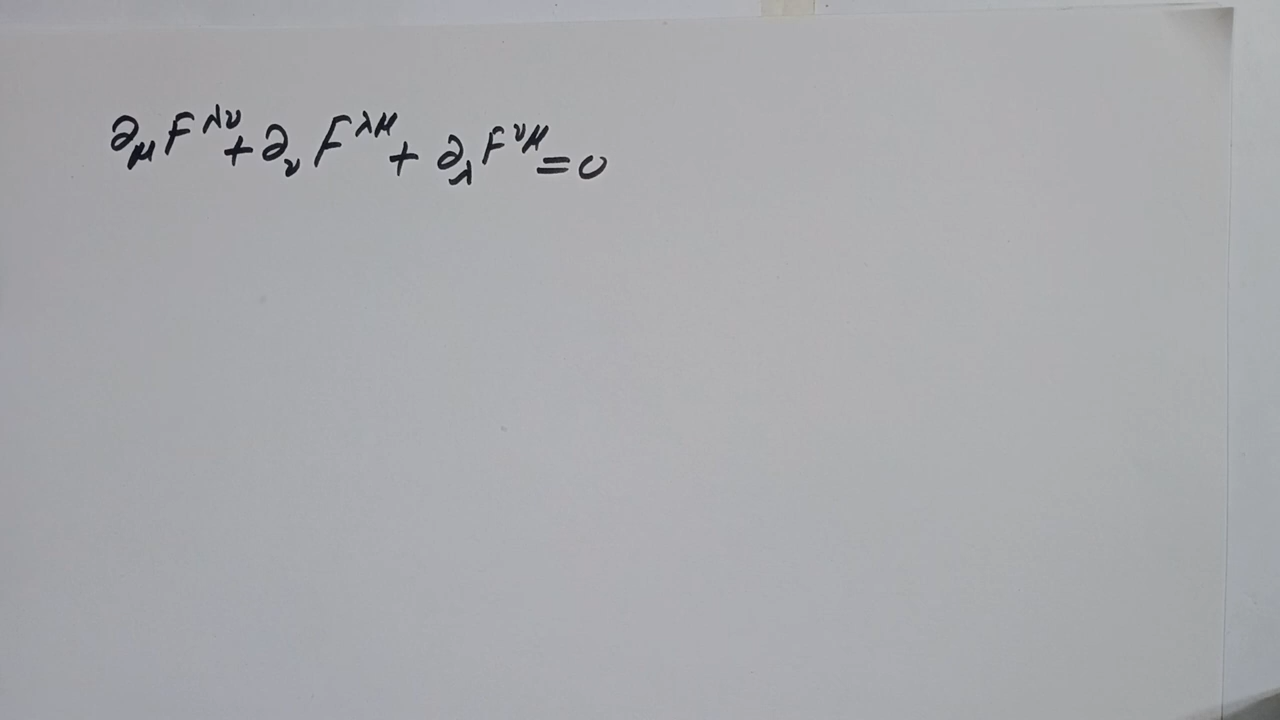 ∂_μ F^{λν} + ∂_ν F^{λμ} + ∂_λ F^{νμ} = 0